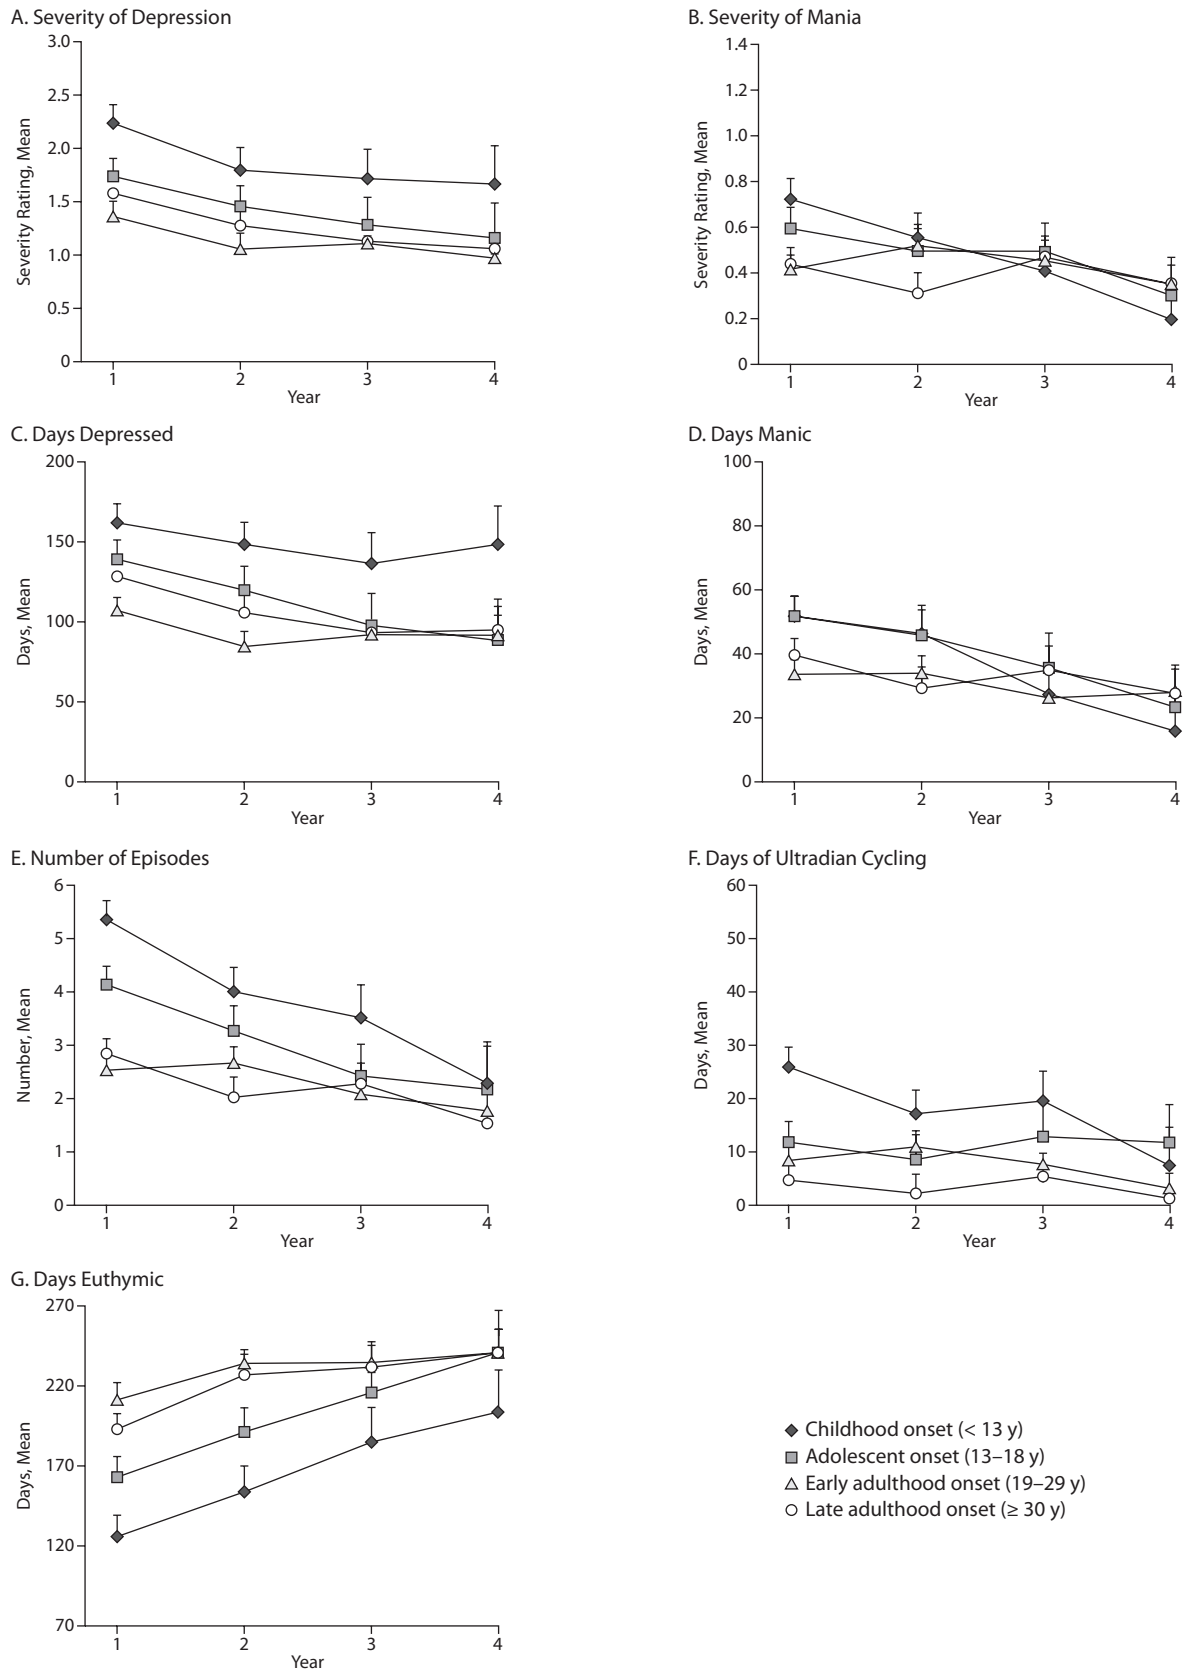 A. Severity of Depression
3.0
2.5
2.0
1.5
1.0
0.5
0
Severity Rating, Mean
1 2 3 4
Year
B. Severity of Mania
1.4
1.2
1.0
0.8
0.6
0.4
0.2
0
Severity Rating, Mean
1 2 3 4
Year
C. Days Depressed
200
150
100
50
0
Days, Mean
1 2 3 4
Year
D. Days Manic
100
80
60
40
20
0
Days, Mean
1 2 3 4
Year
E. Number of Episodes
6
5
4
3
2
1
0
Number, Mean
1 2 3 4
Year
F. Days of Ultradian Cycling
60
50
40
30
20
10
0
Days, Mean
1 2 3 4
Year
G. Days Euthymic
270
220
170
120
70
Days, Mean
1 2 3 4
Year
Childhood onset (< 13 y)
Adolescent onset (13–18 y)
Early adulthood onset (19–29 y)
Late adulthood onset (≥ 30 y)